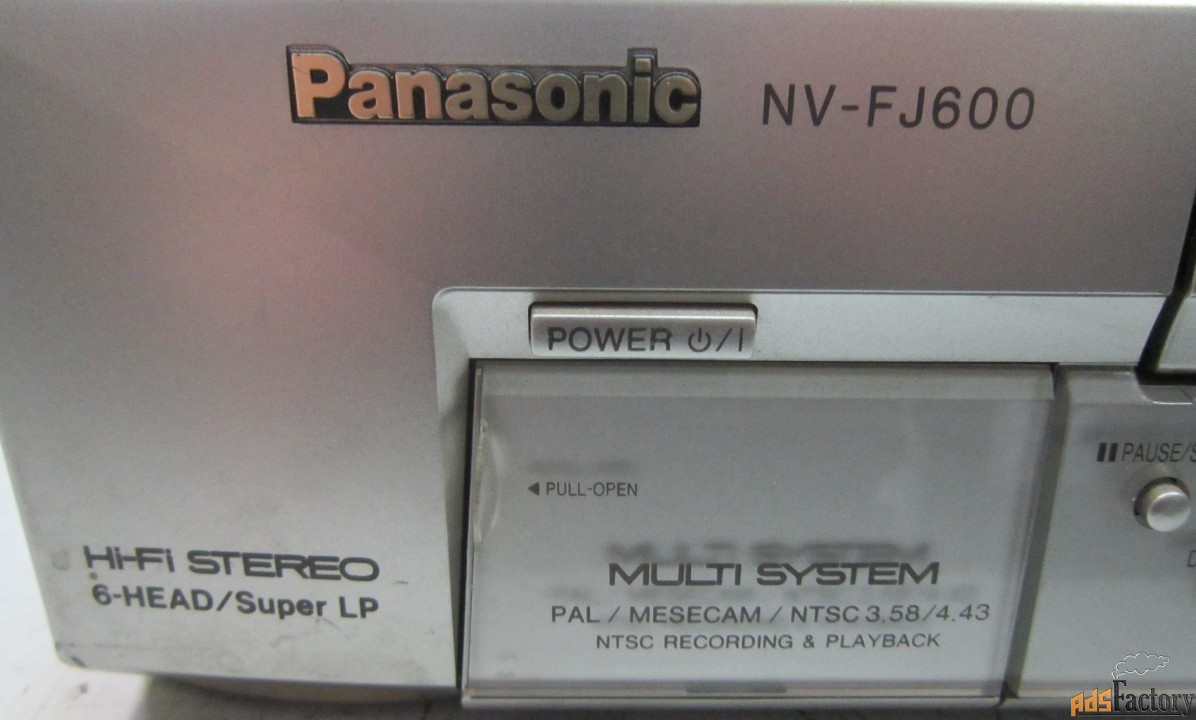 Panasonic NV-FJ600
POWER ⏻/I
❚❚PAUSE/S
◀ PULL-OPEN
Hi-Fi STEREO
6-HEAD/Super LP
MULTI SYSTEM
PAL / MESECAM / NTSC 3.58/4.43
NTSC RECORDING & PLAYBACK
AdsFactory